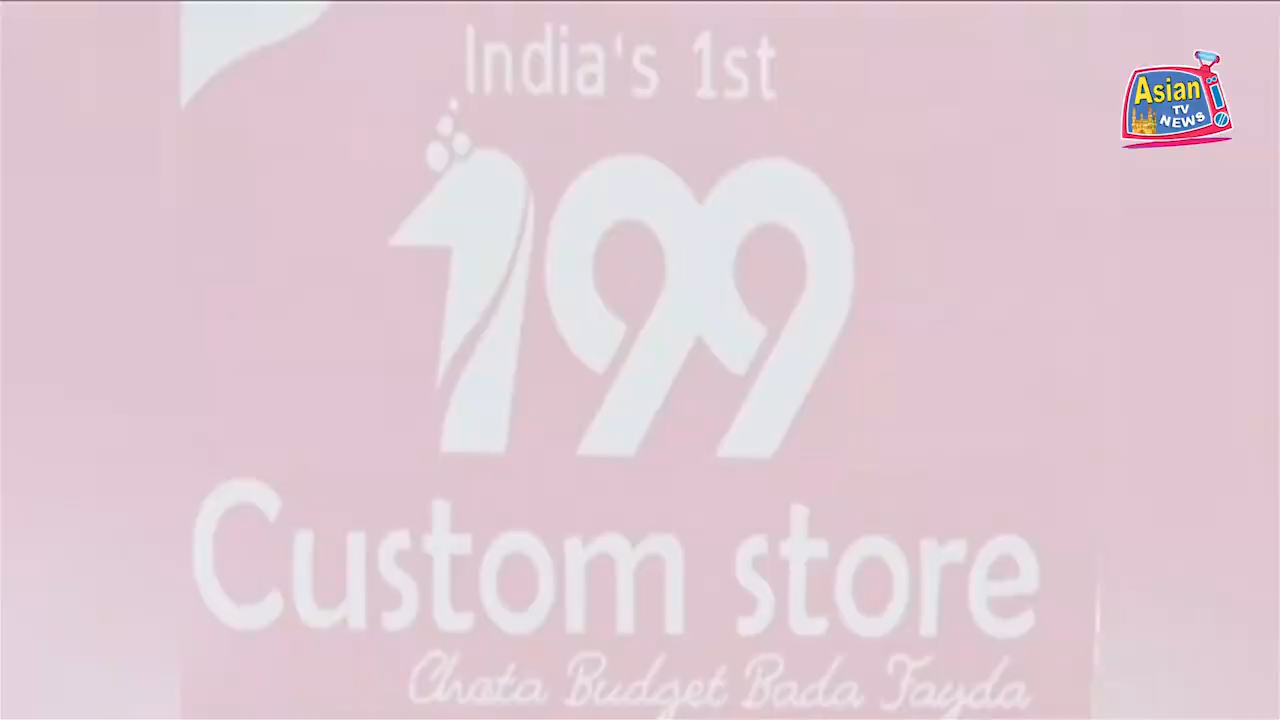 India's 1st
199
Custom store
Chota Budget Bada Fayda
Asian
TV
NEWS